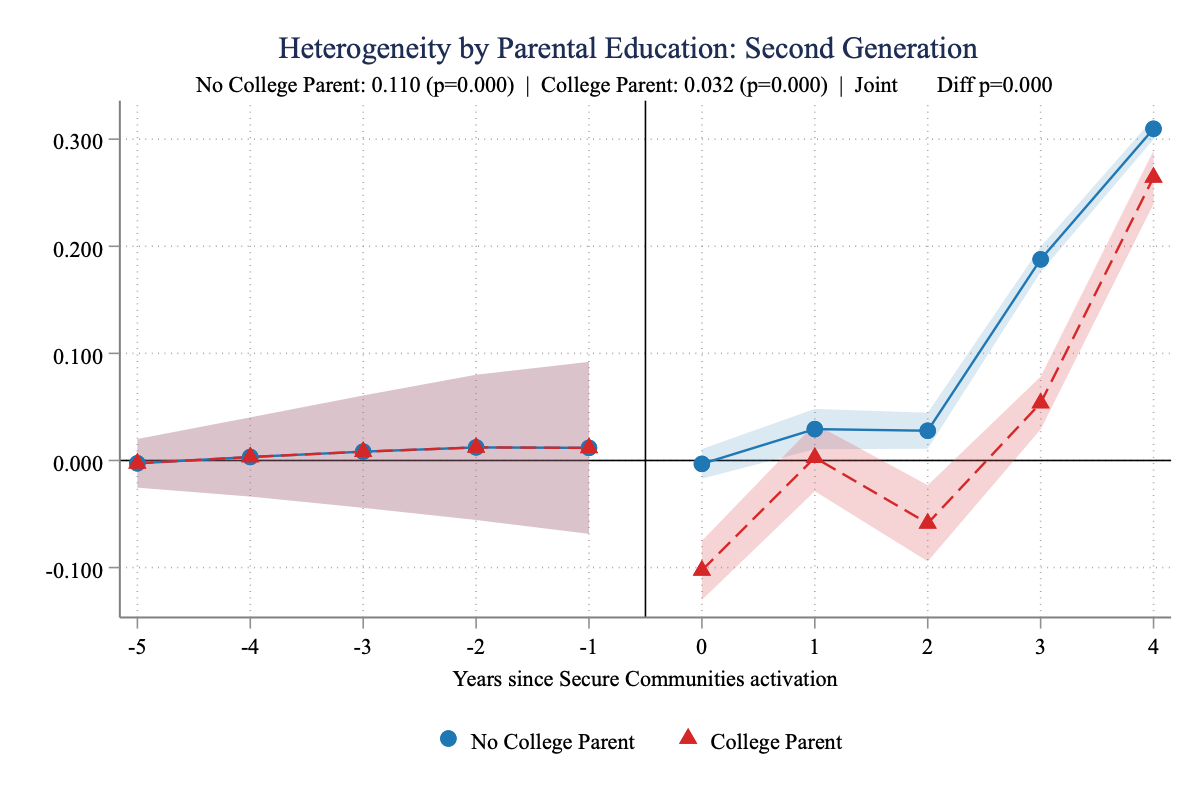 Heterogeneity by Parental Education: Second Generation
No College Parent: 0.110 (p=0.000) | College Parent: 0.032 (p=0.000) | Joint Diff p=0.000
0.300
0.200
0.100
0.000
-0.100
-5 -4 -3 -2 -1 0 1 2 3 4
Years since Secure Communities activation
No College Parent College Parent